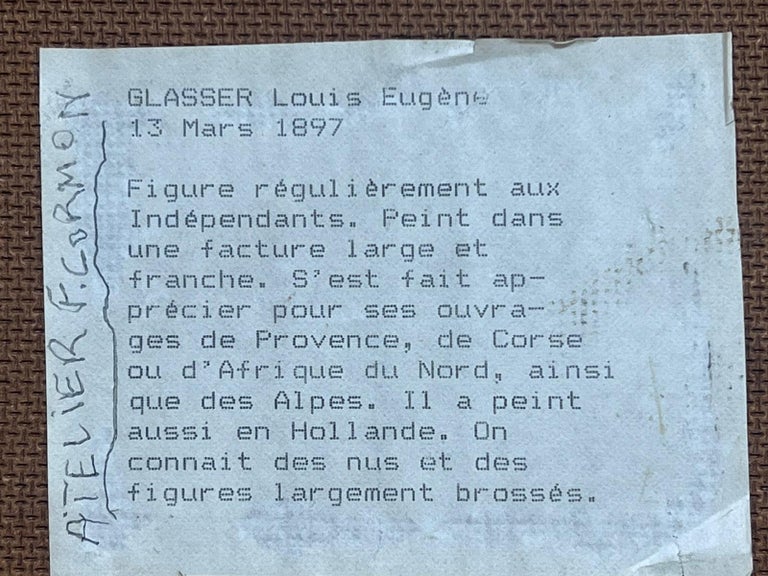 GLASSER Louis Eugène
13 Mars 1897
Figure régulièrement aux
Indépendants. Peint dans
une facture large et
franche. S'est fait ap-
précier pour ses ouvra-
ges de Provence, de Corse
ou d'Afrique du Nord, ainsi
que des Alpes. Il a peint
aussi en Hollande. On
connait des nus et des
figures largement brossés.
ATELIER F. CORMON